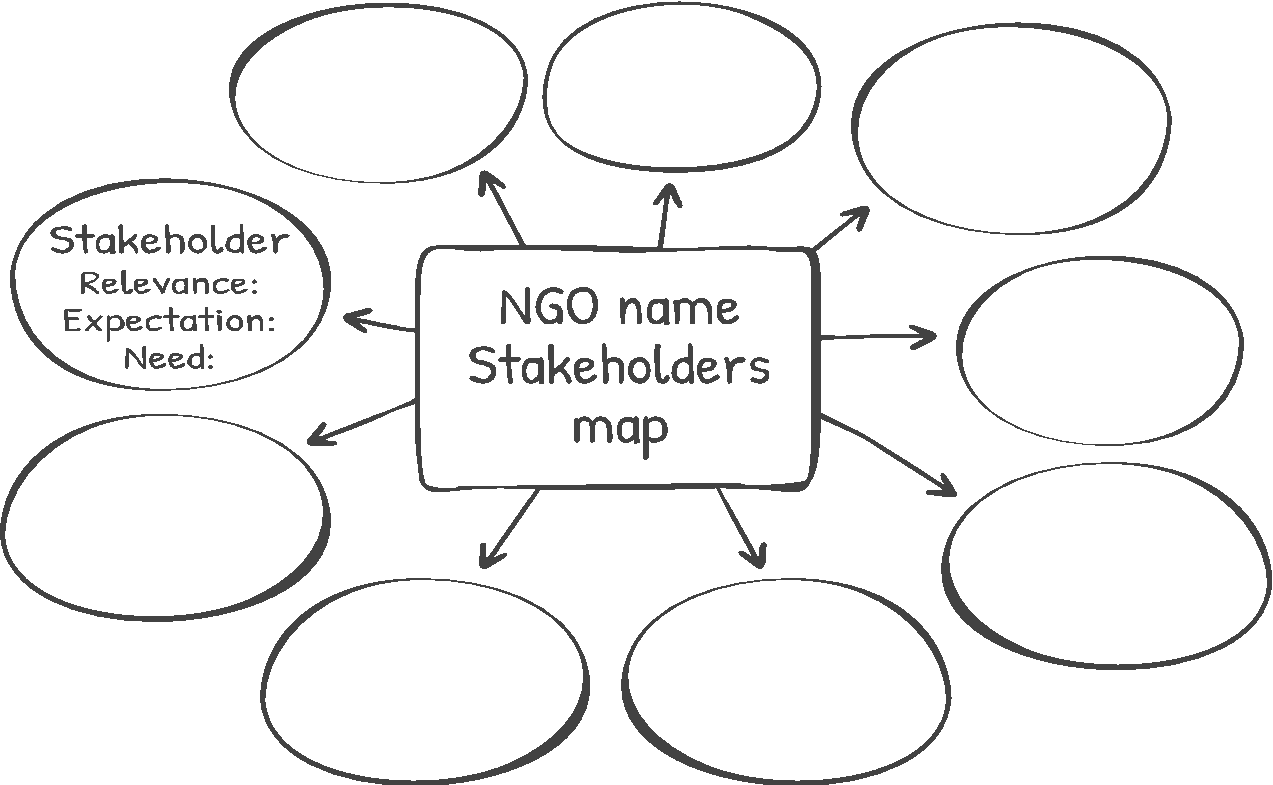 Stakeholder
Relevance:
Expectation:
Need:
NGO name
Stakeholders
map